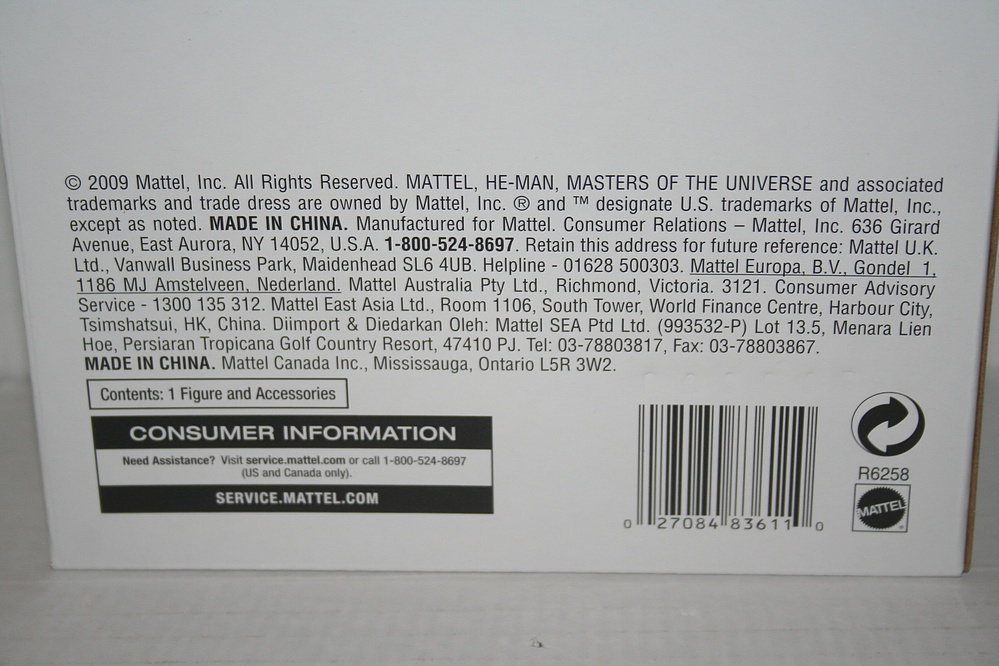 © 2009 Mattel, Inc. All Rights Reserved. MATTEL, HE-MAN, MASTERS OF THE UNIVERSE and associated
trademarks and trade dress are owned by Mattel, Inc. ® and ™ designate U.S. trademarks of Mattel, Inc.,
except as noted. MADE IN CHINA. Manufactured for Mattel. Consumer Relations – Mattel, Inc. 636 Girard
Avenue, East Aurora, NY 14052, U.S.A. 1-800-524-8697. Retain this address for future reference: Mattel U.K.
Ltd., Vanwall Business Park, Maidenhead SL6 4UB. Helpline - 01628 500303. Mattel Europa, B.V., Gondel 1,
1186 MJ Amstelveen, Nederland. Mattel Australia Pty Ltd., Richmond, Victoria. 3121. Consumer Advisory
Service - 1300 135 312. Mattel East Asia Ltd., Room 1106, South Tower, World Finance Centre, Harbour City,
Tsimshatsui, HK, China. Diimport & Diedarkan Oleh: Mattel SEA Ptd Ltd. (993532-P) Lot 13.5, Menara Lien
Hoe, Persiaran Tropicana Golf Country Resort, 47410 PJ. Tel: 03-78803817, Fax: 03-78803867.
MADE IN CHINA. Mattel Canada Inc., Mississauga, Ontario L5R 3W2.
Contents: 1 Figure and Accessories
CONSUMER INFORMATION
Need Assistance? Visit service.mattel.com or call 1-800-524-8697
(US and Canada only).
SERVICE.MATTEL.COM
0 27084 83611 0
R6258
MATTEL